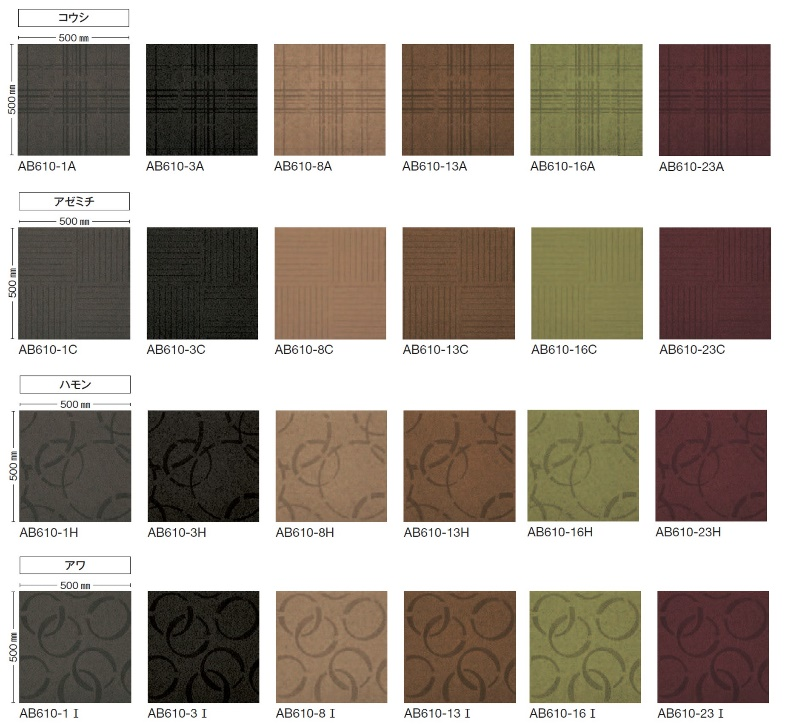 コウシ
500 ㎜
500 ㎜
AB610-1A AB610-3A AB610-8A AB610-13A AB610-16A AB610-23A
アゼミチ
500 ㎜
500 ㎜
AB610-1C AB610-3C AB610-8C AB610-13C AB610-16C AB610-23C
ハモン
500 ㎜
500 ㎜
AB610-1H AB610-3H AB610-8H AB610-13H AB610-16H AB610-23H
アワ
500 ㎜
500 ㎜
AB610-1 I AB610-3 I AB610-8 I AB610-13 I AB610-16 I AB610-23 I